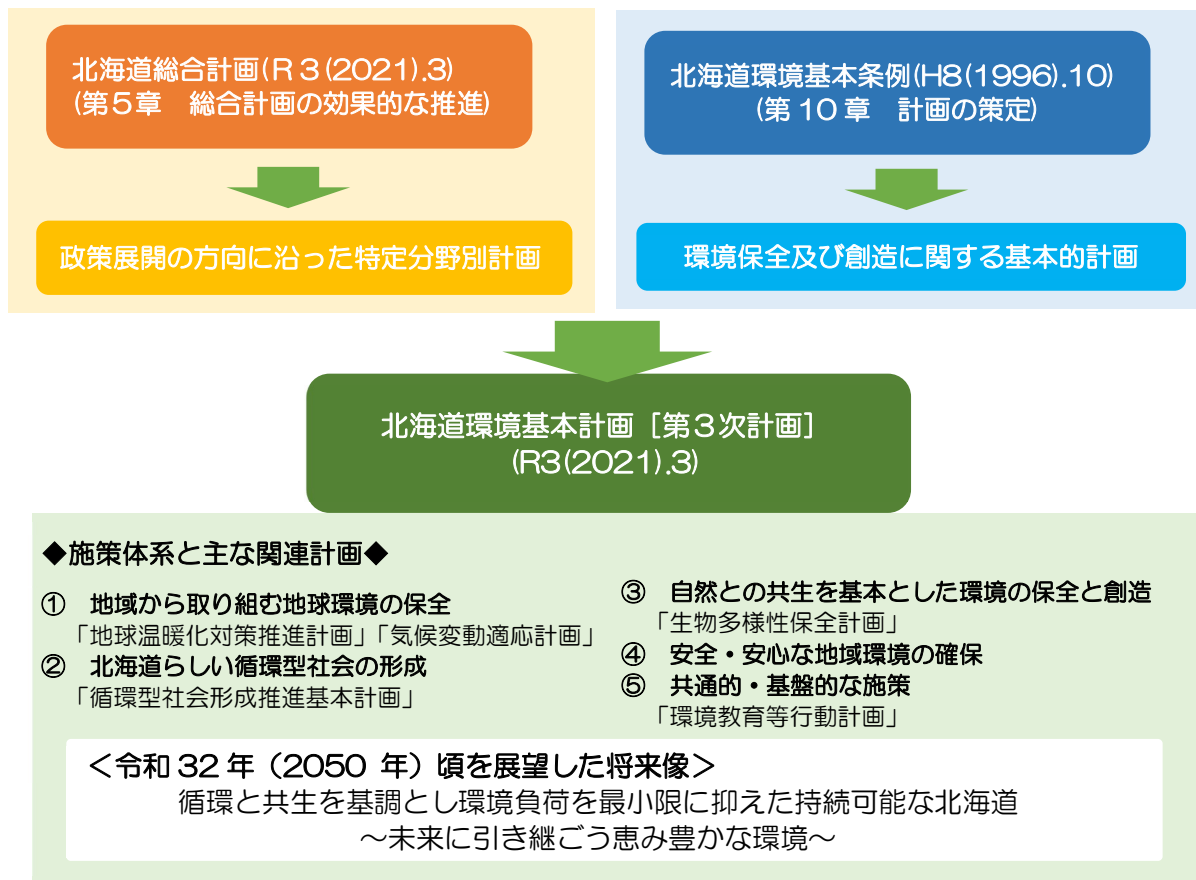 北海道総合計画(R３(2021).3)
(第５章　総合計画の効果的な推進)
政策展開の方向に沿った特定分野別計画
北海道環境基本条例(H8(1996).10)
(第 10 章　計画の策定)
環境保全及び創造に関する基本的計画
北海道環境基本計画［第３次計画］
(R3(2021).3)
◆施策体系と主な関連計画◆
①　地域から取り組む地球環境の保全
「地球温暖化対策推進計画」「気候変動適応計画」
②　北海道らしい循環型社会の形成
「循環型社会形成推進基本計画」
③　自然との共生を基本とした環境の保全と創造
「生物多様性保全計画」
④　安全・安心な地域環境の確保
⑤　共通的・基盤的な施策
「環境教育等行動計画」
＜令和 32 年（2050 年）頃を展望した将来像＞
循環と共生を基調とし環境負荷を最小限に抑えた持続可能な北海道
～未来に引き継ごう恵み豊かな環境～